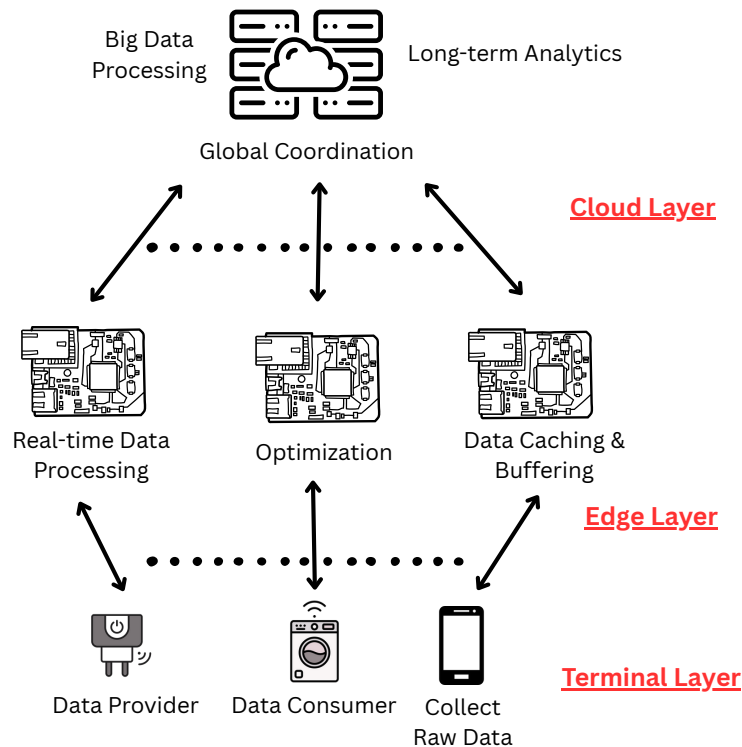 Big Data
Processing
Long-term Analytics
Global Coordination
Cloud Layer
Real-time Data
Processing
Optimization
Data Caching &
Buffering
Edge Layer
Terminal Layer
Data Provider
Data Consumer
Collect
Raw Data